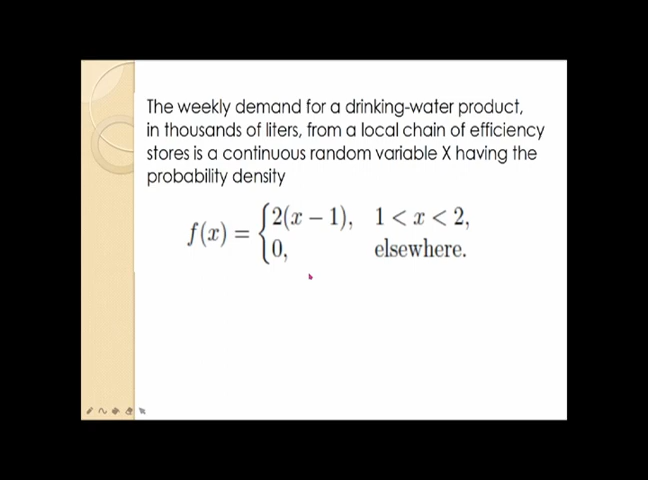 The weekly demand for a drinking-water product,
in thousands of liters, from a local chain of efficiency
stores is a continuous random variable X having the
probability density
f(x) = { 2(x − 1), 1 < x < 2,
0, elsewhere.